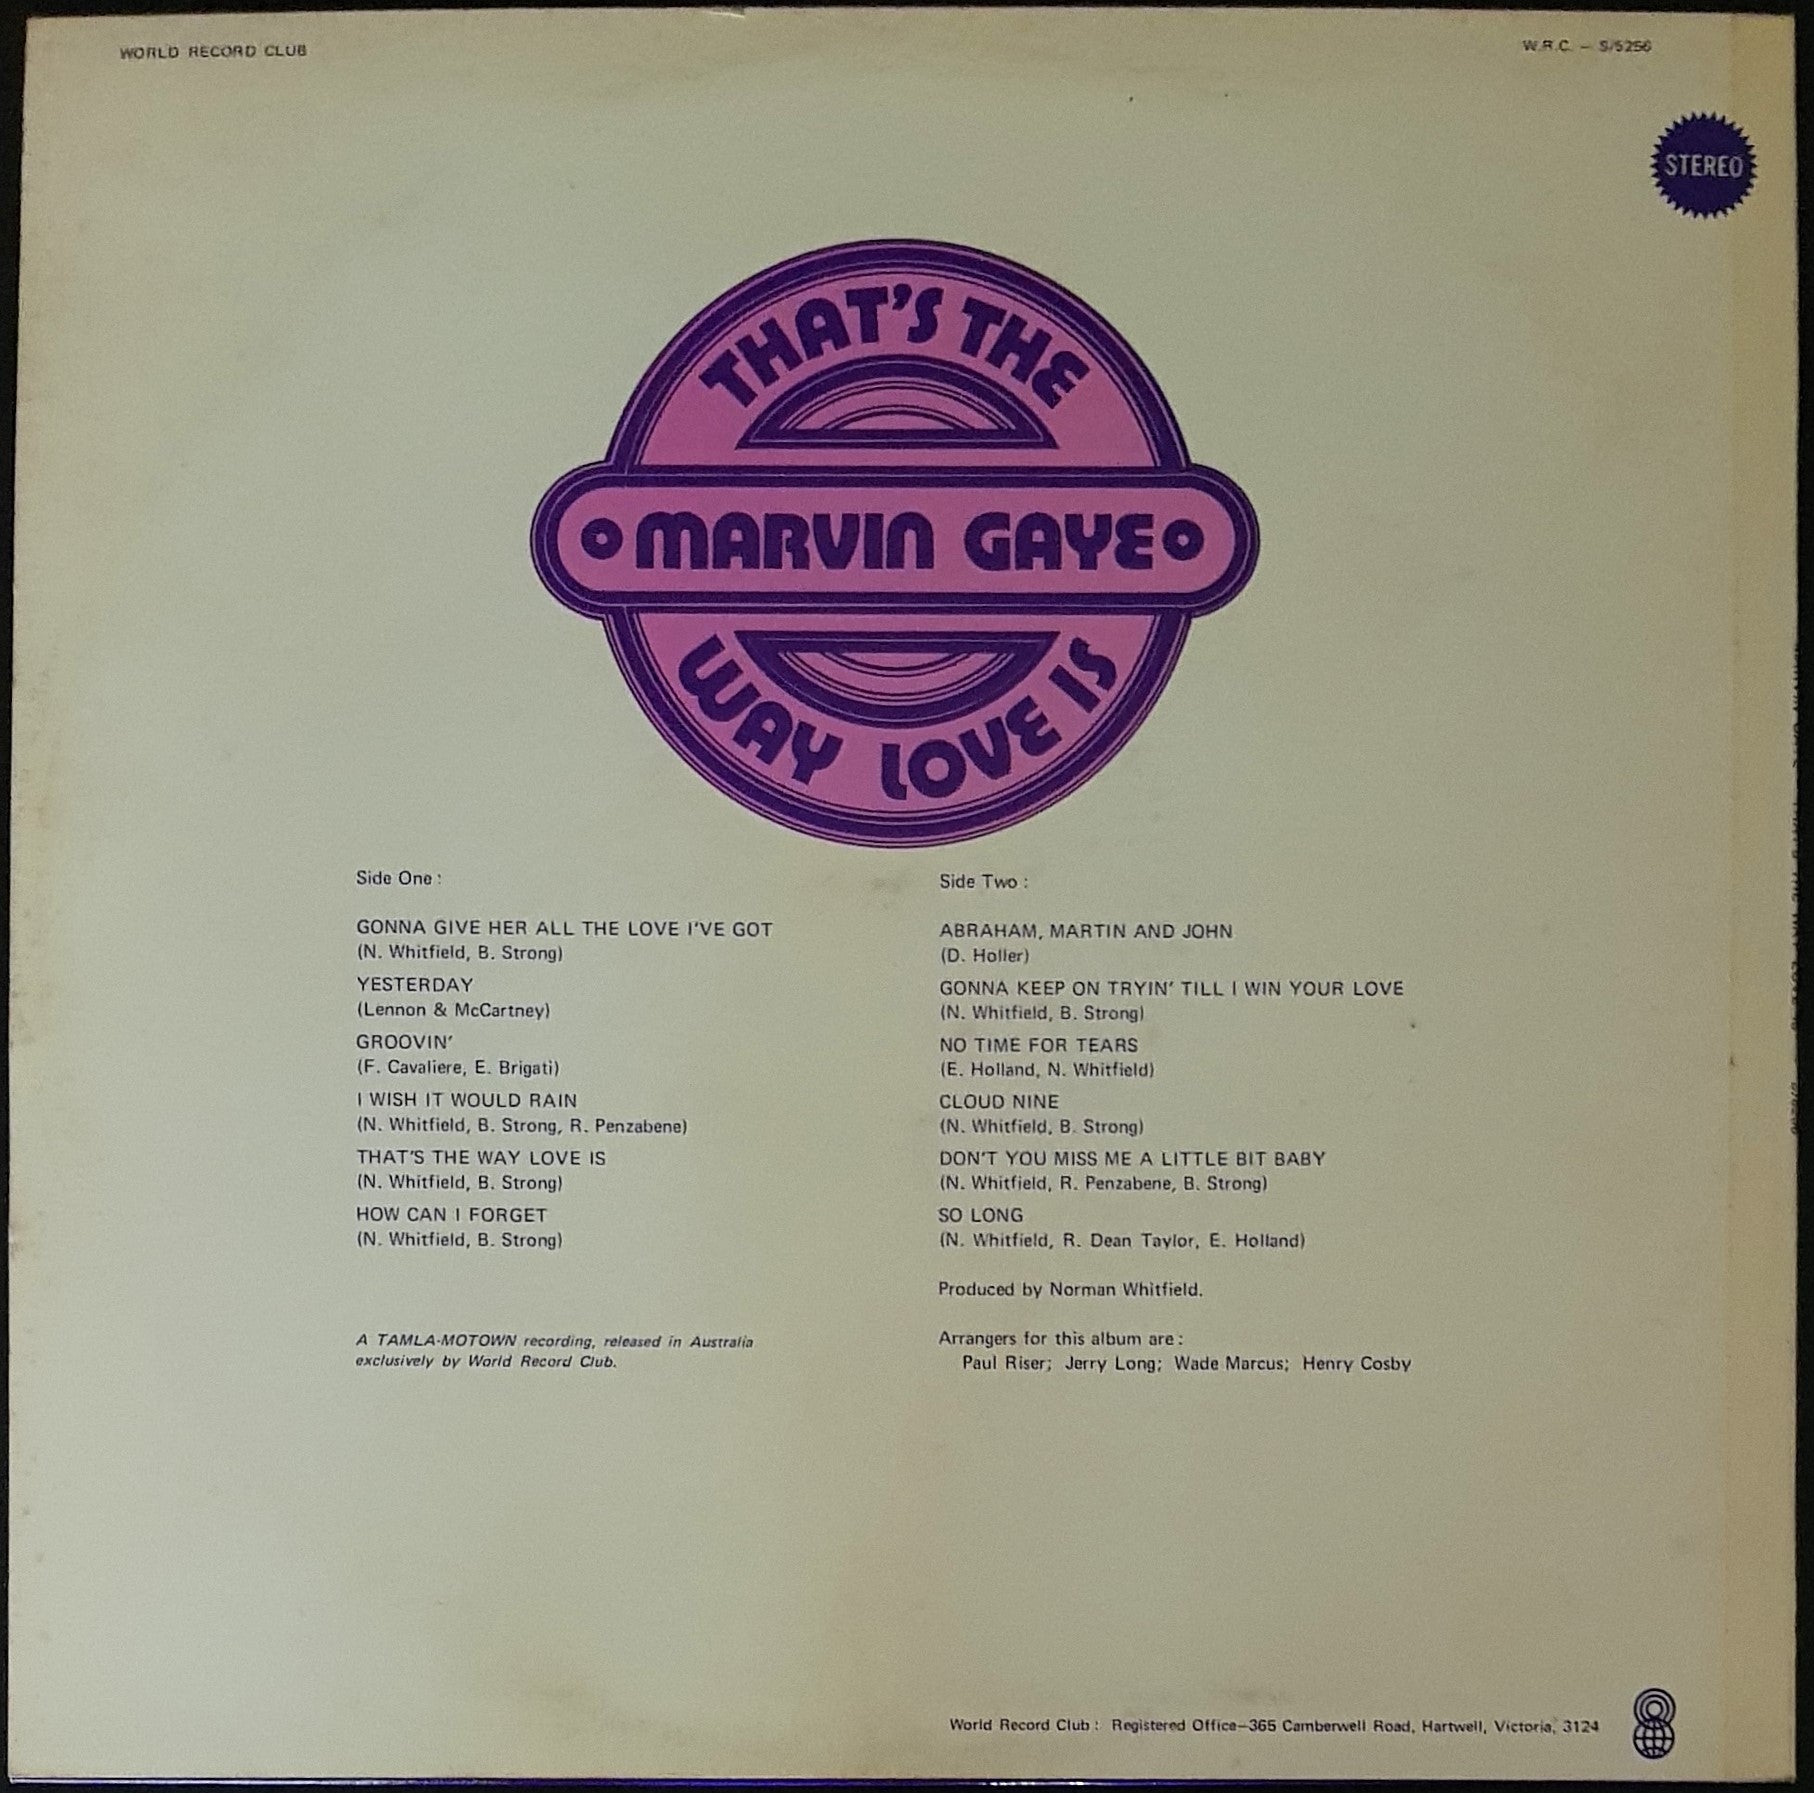 WORLD RECORD CLUB
W.R.C. – S/5256
STEREO
THAT'S THE
MARVIN GAYE
WAY LOVE IS
Side One :
GONNA GIVE HER ALL THE LOVE I'VE GOT
(N. Whitfield, B. Strong)
YESTERDAY
(Lennon & McCartney)
GROOVIN'
(F. Cavaliere, E. Brigati)
I WISH IT WOULD RAIN
(N. Whitfield, B. Strong, R. Penzabene)
THAT'S THE WAY LOVE IS
(N. Whitfield, B. Strong)
HOW CAN I FORGET
(N. Whitfield, B. Strong)
A TAMLA-MOTOWN recording, released in Australia
exclusively by World Record Club.
Side Two :
ABRAHAM, MARTIN AND JOHN
(D. Holler)
GONNA KEEP ON TRYIN' TILL I WIN YOUR LOVE
(N. Whitfield, B. Strong)
NO TIME FOR TEARS
(E. Holland, N. Whitfield)
CLOUD NINE
(N. Whitfield, B. Strong)
DON'T YOU MISS ME A LITTLE BIT BABY
(N. Whitfield, R. Penzabene, B. Strong)
SO LONG
(N. Whitfield, R. Dean Taylor, E. Holland)
Produced by Norman Whitfield.
Arrangers for this album are :
Paul Riser; Jerry Long; Wade Marcus; Henry Cosby
World Record Club : Registered Office–365 Camberwell Road, Hartwell, Victoria, 3124